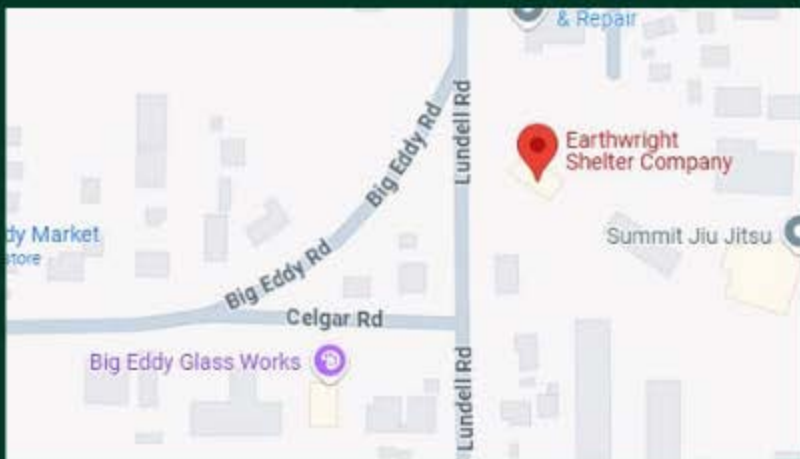 & Repair
Big Eddy Rd
Lundell Rd
Earthwright
Shelter Company
dy Market
store
Summit Jiu Jitsu
Big Eddy Rd
Celgar Rd
Big Eddy Glass Works
Lundell Rd